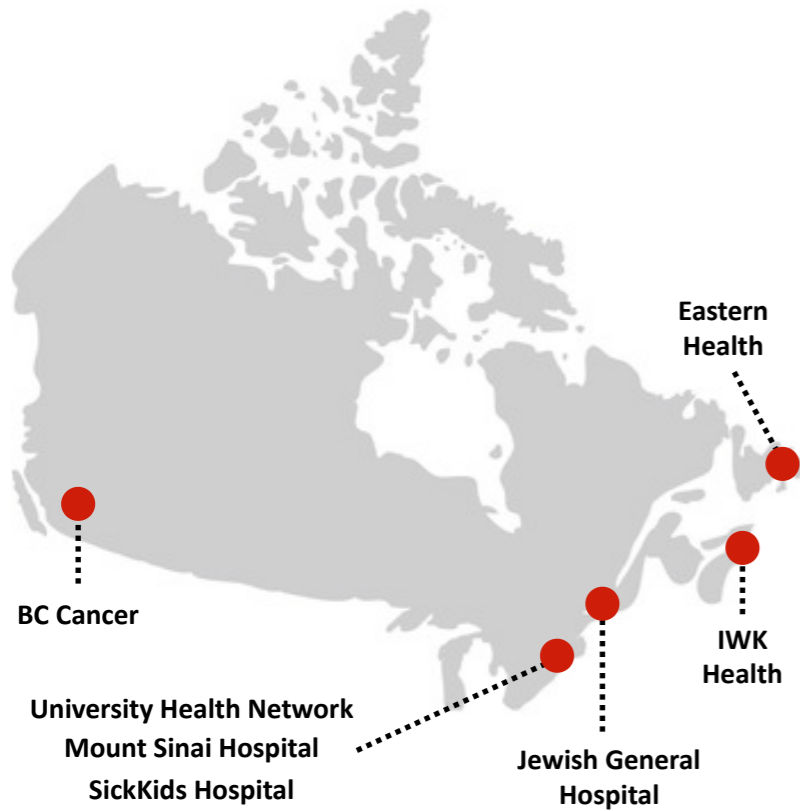 Eastern
Health
BC Cancer
IWK
Health
University Health Network
Mount Sinai Hospital
SickKids Hospital
Jewish General
Hospital